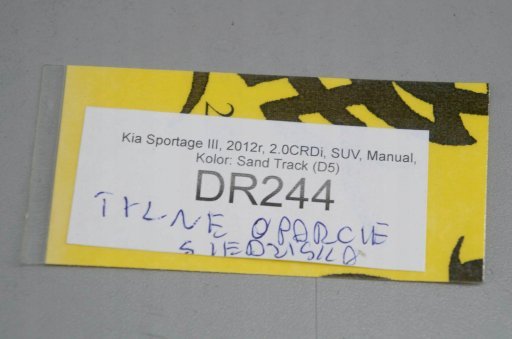 Kia Sportage III, 2012r, 2.0CRDi, SUV, Manual,
Kolor: Sand Track (D5)
DR244
TYLNE OPARCIE
SIEDZISKA